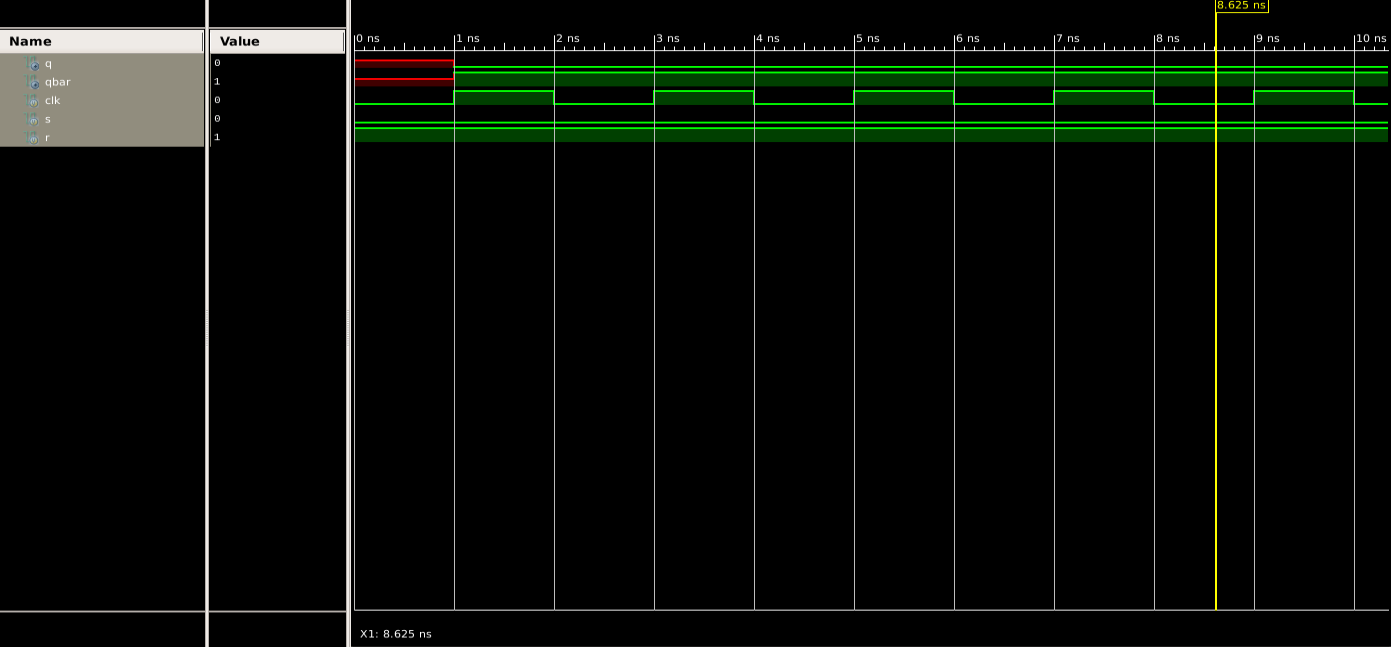 8.625 ns
Name Value
0 ns 1 ns 2 ns 3 ns 4 ns 5 ns 6 ns 7 ns 8 ns 9 ns 10 ns
q 0
qbar 1
clk 0
s 0
r 1
X1: 8.625 ns